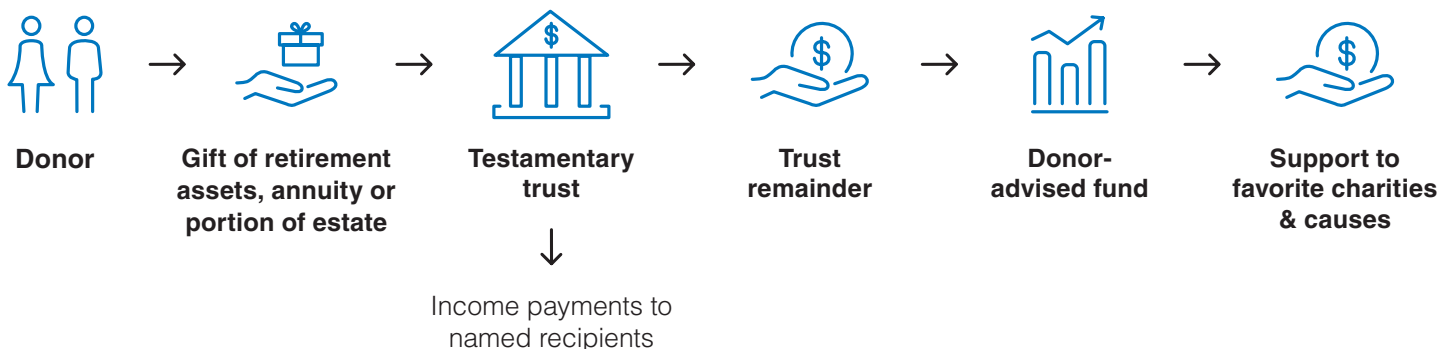 $
$
$
Donor
Gift of retirement
assets, annuity or
portion of estate
Testamentary
trust
Trust
remainder
Donor-
advised fund
Support to
favorite charities
& causes
Income payments to
named recipients